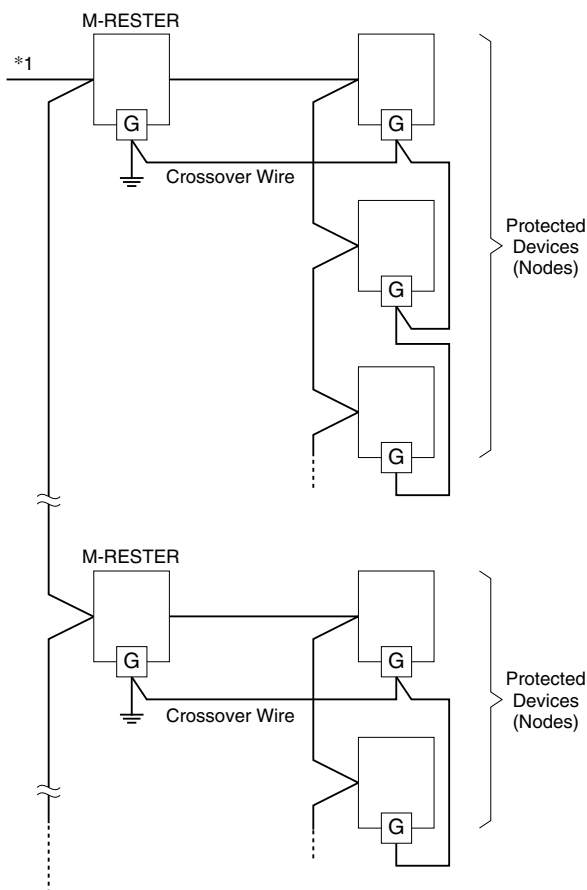 M-RESTER
*1
G
G
Crossover Wire
G
G
Protected
Devices
(Nodes)
M-RESTER
G
G
Crossover Wire
G
Protected
Devices
(Nodes)